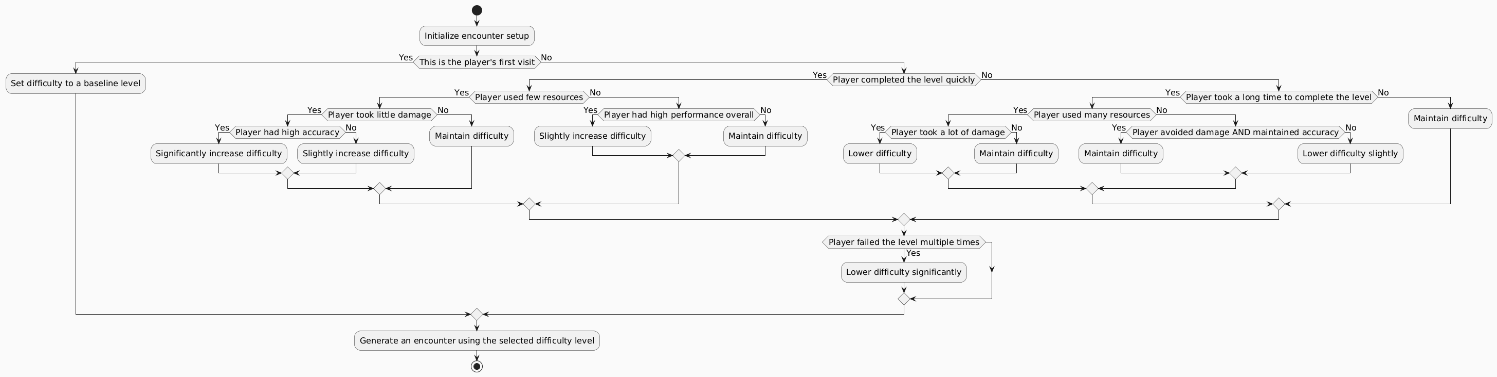 Initialize encounter setup
Yes This is the player's first visit No
Set difficulty to a baseline level
Yes Player completed the level quickly No
Yes Player used few resources No
Yes Player took a long time to complete the level No
Yes Player took little damage No
Yes Player had high performance overall No
Yes Player used many resources No
Maintain difficulty
Yes Player had high accuracy No
Maintain difficulty
Slightly increase difficulty
Maintain difficulty
Yes Player took a lot of damage No
Yes Player avoided damage AND maintained accuracy No
Significantly increase difficulty
Slightly increase difficulty
Lower difficulty
Maintain difficulty
Maintain difficulty
Lower difficulty slightly
Player failed the level multiple times
Yes
Lower difficulty significantly
Generate an encounter using the selected difficulty level